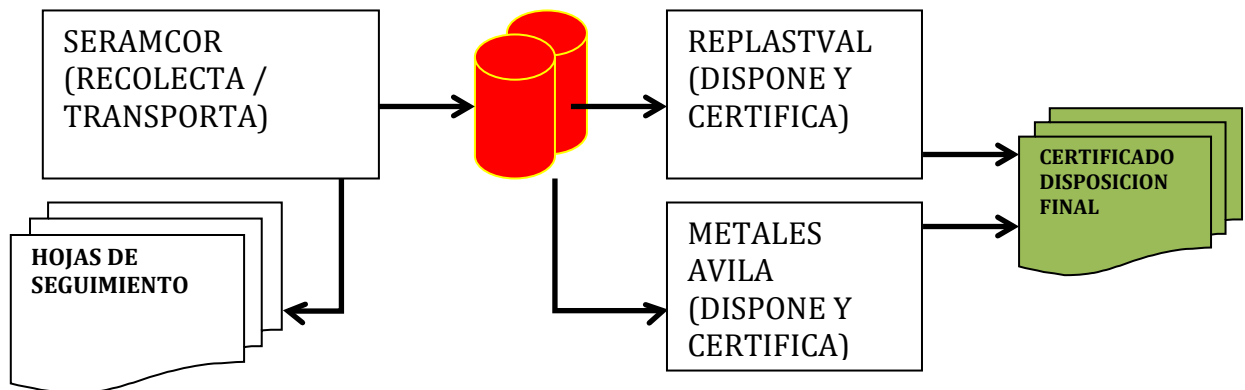 SERAMCOR
(RECOLECTA /
TRANSPORTA)
REPLASTVAL
(DISPONE Y
CERTIFICA)
CERTIFICADO
DISPOSICION
FINAL
HOJAS DE
SEGUIMIENTO
METALES
AVILA
(DISPONE Y
CERTIFICA)